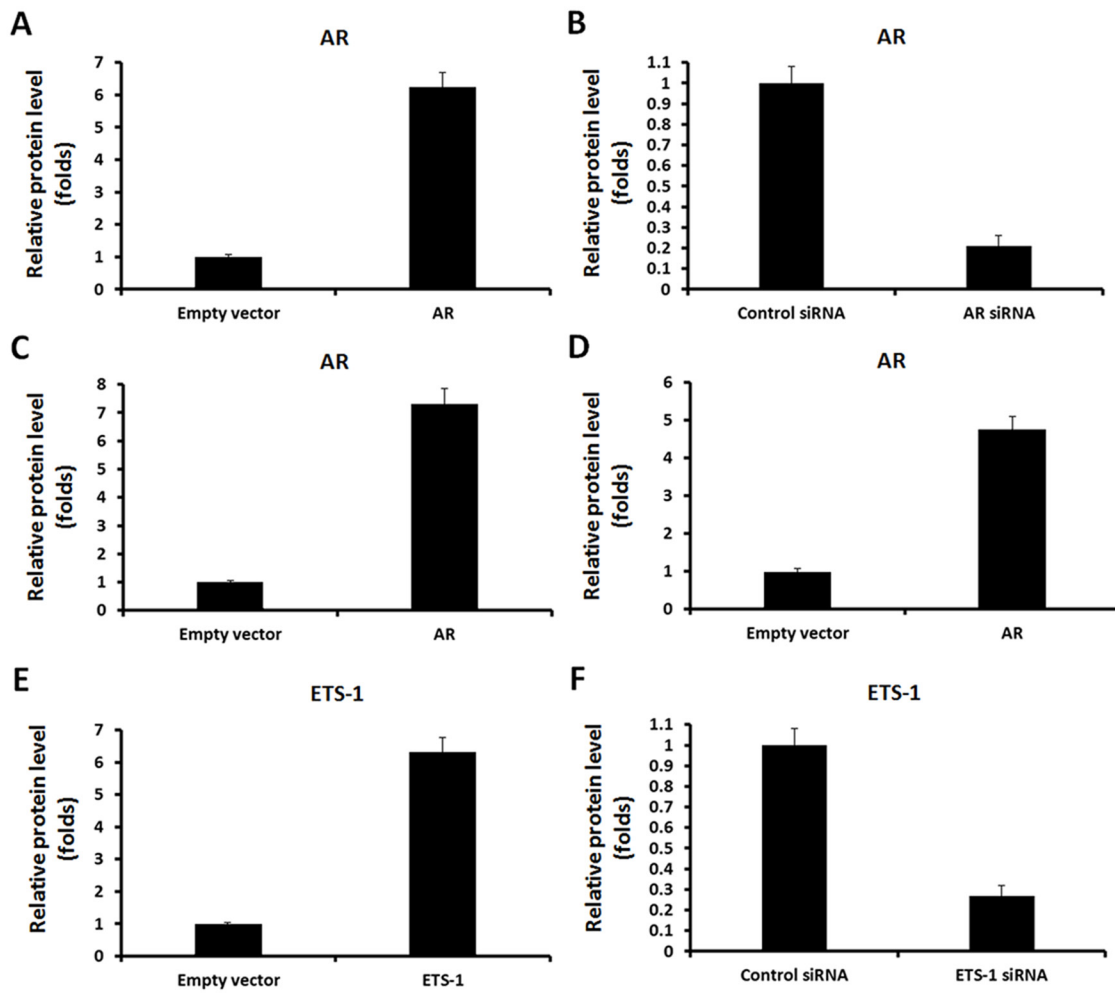 A
AR
Relative protein level
(folds)
7
6
5
4
3
2
1
0
Empty vector
AR
B
AR
Relative protein level
(folds)
1.1
1
0.9
0.8
0.7
0.6
0.5
0.4
0.3
0.2
0.1
0
Control siRNA
AR siRNA
C
AR
Relative protein level
(folds)
8
7
6
5
4
3
2
1
0
Empty vector
AR
D
AR
Relative protein level
(folds)
6
5
4
3
2
1
0
Empty vector
AR
E
ETS-1
Relative protein level
(folds)
7
6
5
4
3
2
1
0
Empty vector
ETS-1
F
ETS-1
Relative protein level
(folds)
1.1
1
0.9
0.8
0.7
0.6
0.5
0.4
0.3
0.2
0.1
0
Control siRNA
ETS-1 siRNA